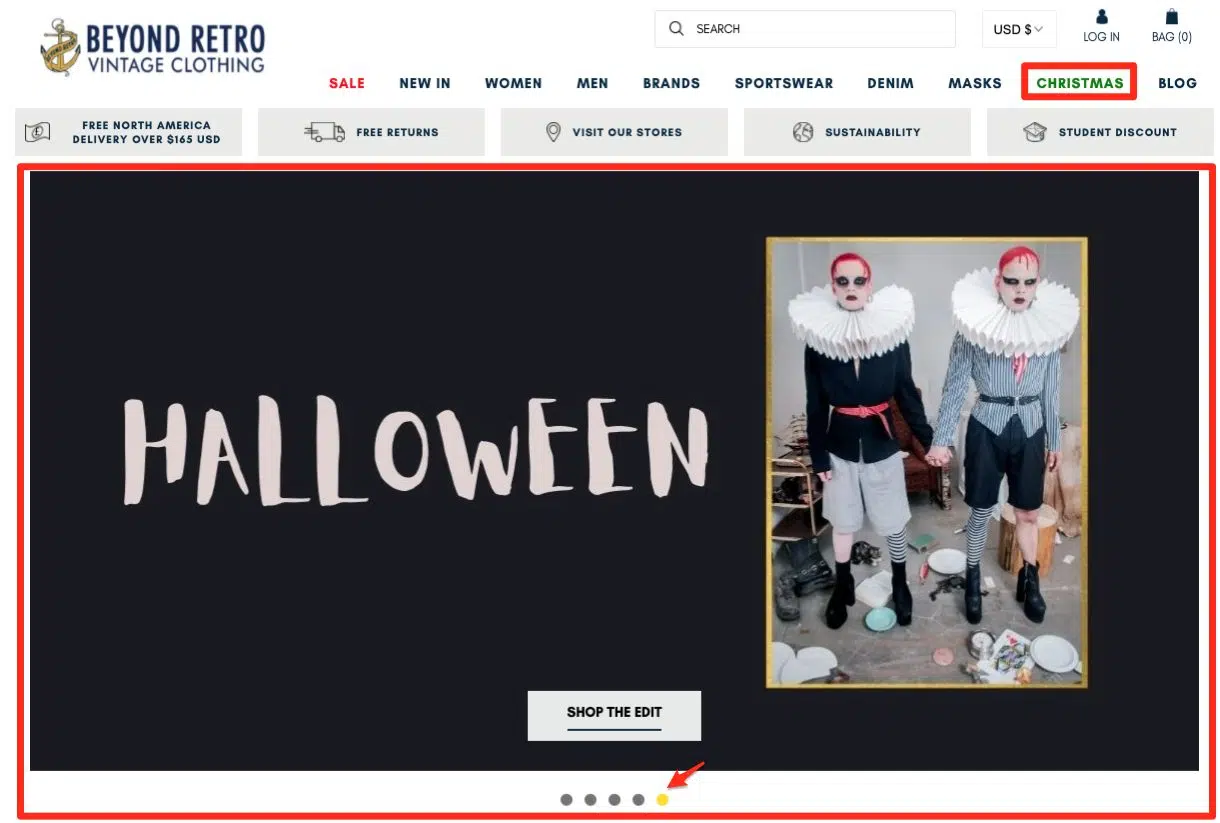 BEYOND RETRO
VINTAGE CLOTHING
SEARCH
USD $
LOG IN
BAG (0)
SALE
NEW IN
WOMEN
MEN
BRANDS
SPORTSWEAR
DENIM
MASKS
CHRISTMAS
BLOG
FREE NORTH AMERICA
DELIVERY OVER $165 USD
FREE RETURNS
VISIT OUR STORES
SUSTAINABILITY
STUDENT DISCOUNT
HALLOWEEN
SHOP THE EDIT